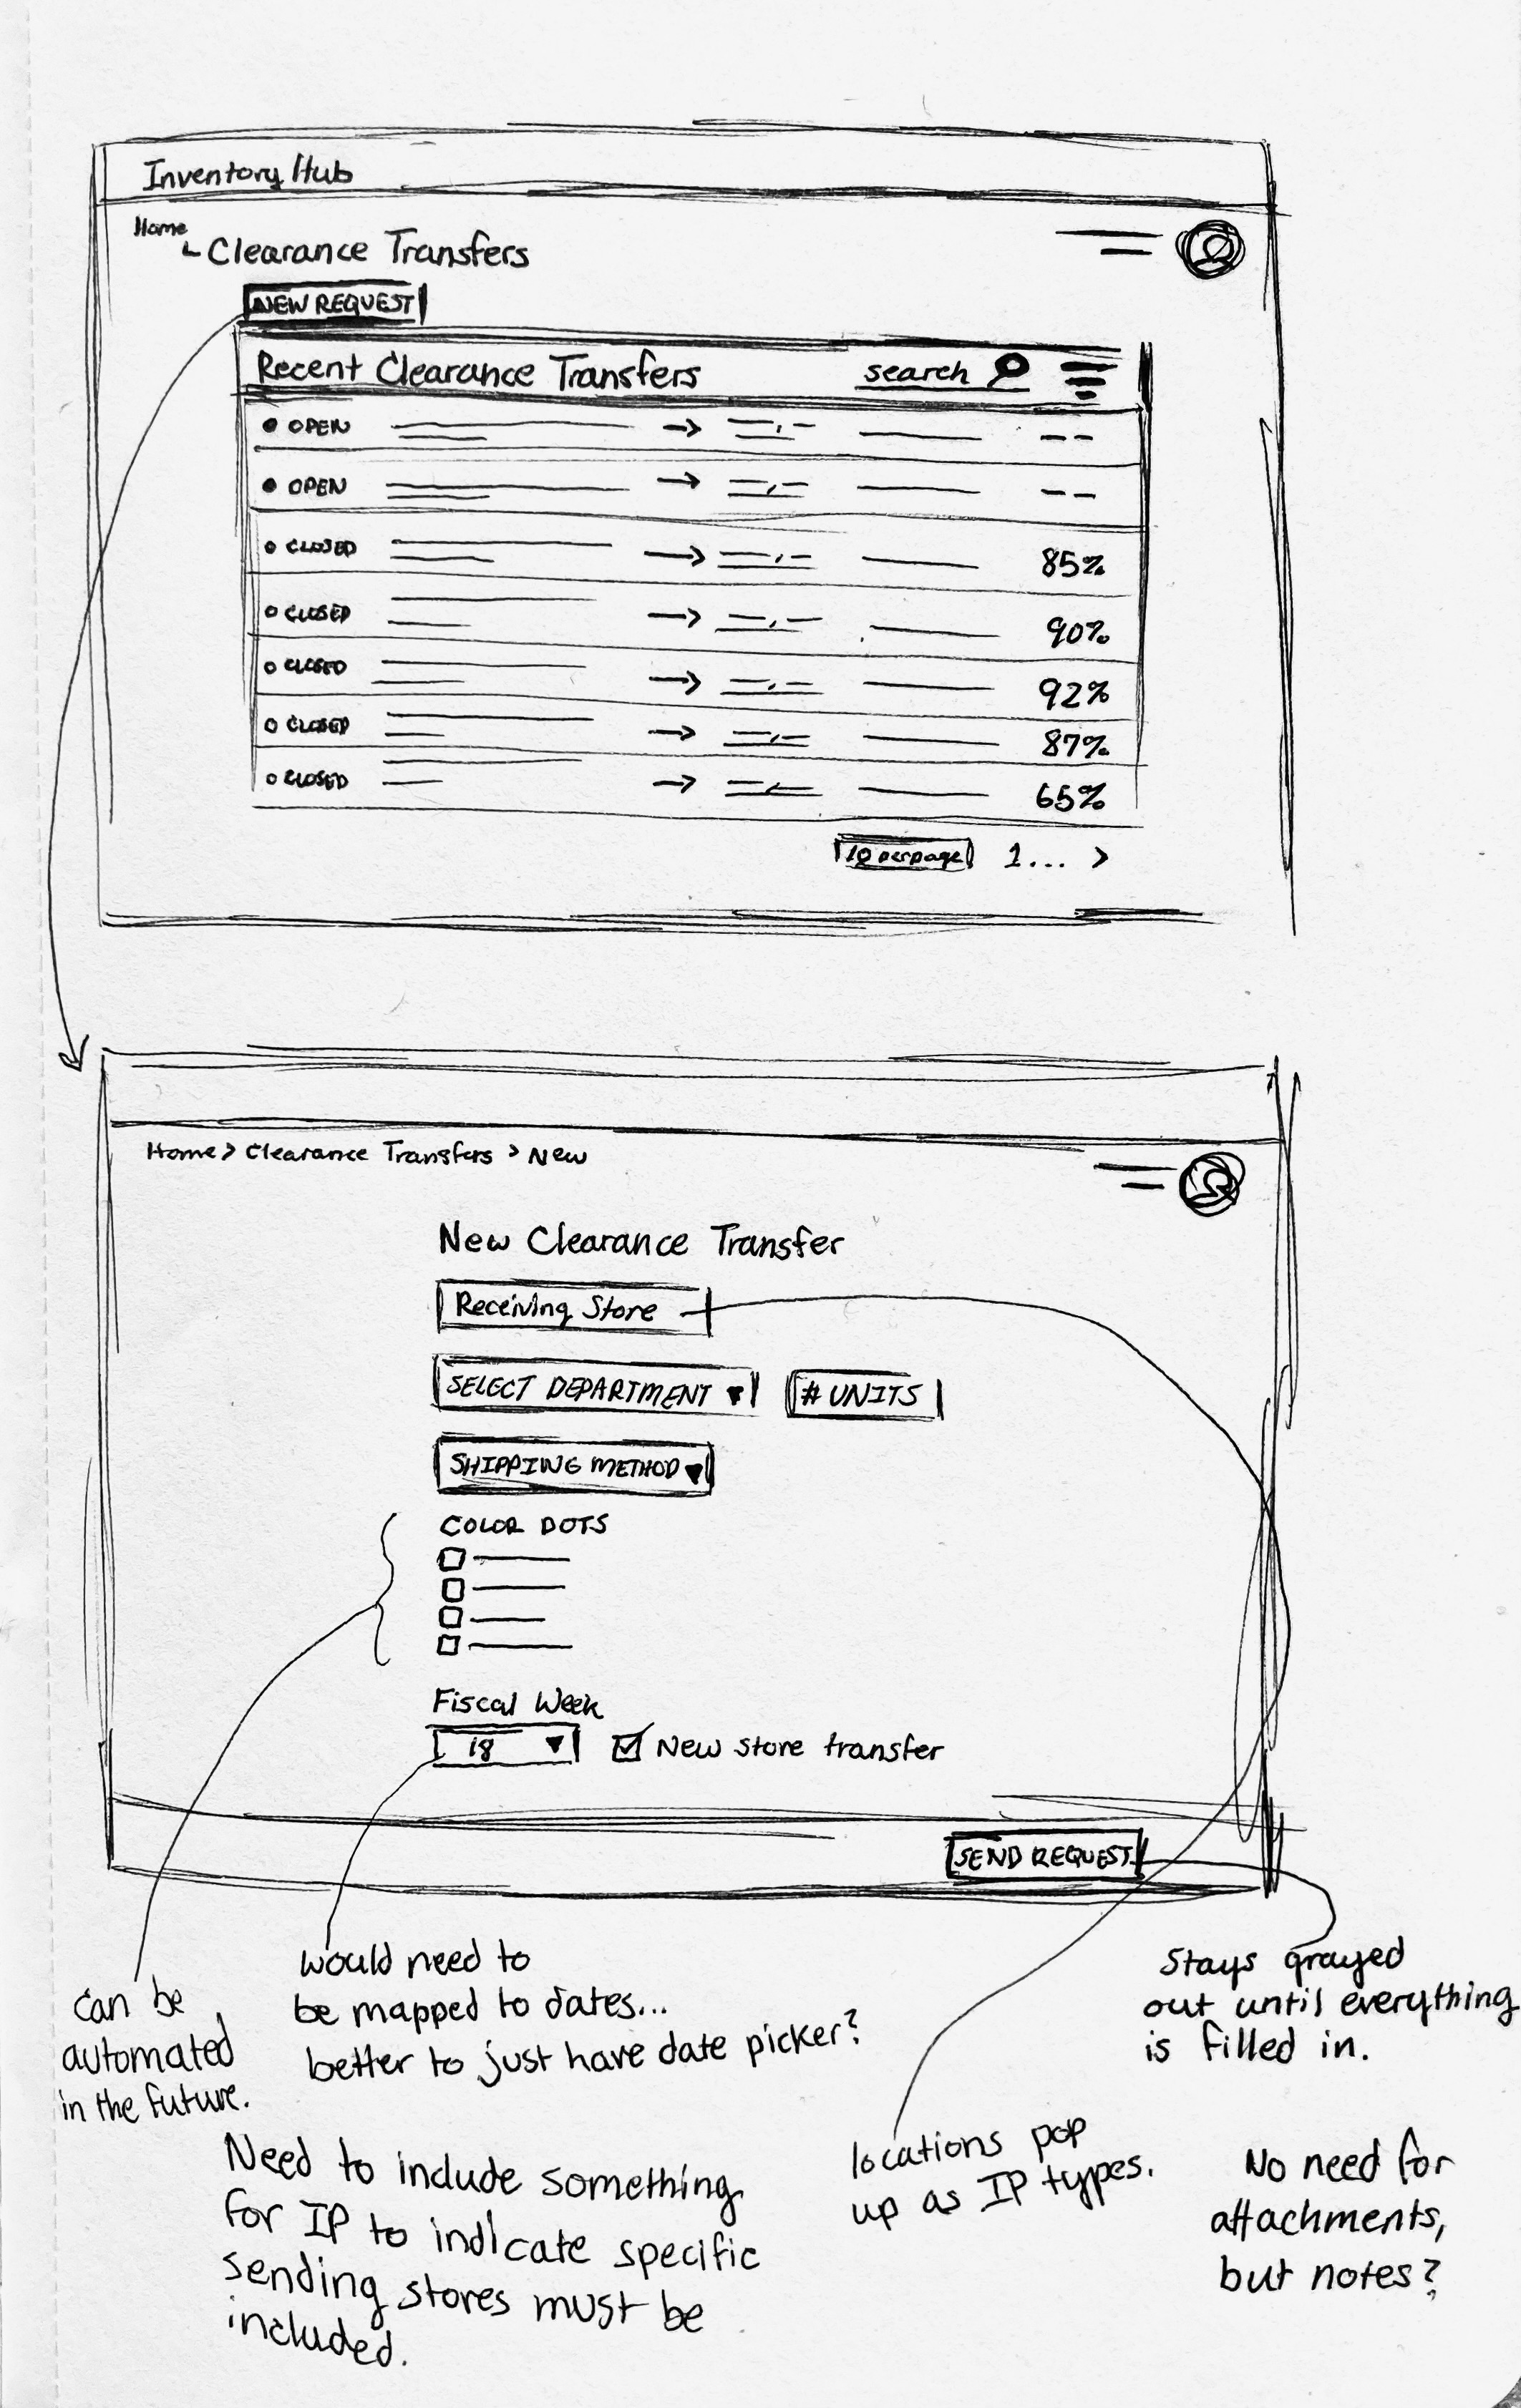 Inventory Hub
Home
Clearance Transfers
NEW REQUEST
Recent Clearance Transfers search
OPEN
OPEN
CLOSED 85%
CLOSED 90%
CLOSED 92%
CLOSED 87%
CLOSED 65%
10 per page 1... >
Home > Clearance Transfers > New
New Clearance Transfer
Receiving Store
SELECT DEPARTMENT # UNITS
SHIPPING METHOD
COLOR DOTS
Fiscal Week
18 New store transfer
SEND REQUEST
can be
automated
in the future.
would need to
be mapped to dates...
better to just have date picker?
Stays grayed
out until everything
is filled in.
Need to include something
for IP to indicate specific
sending stores must be
included.
locations pop
up as IP types.
No need for
attachments,
but notes?